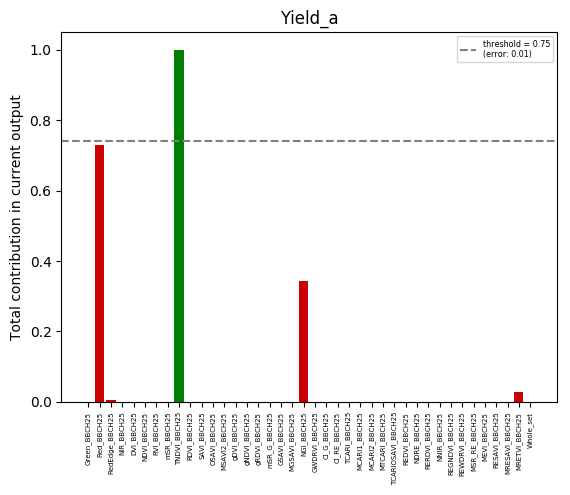 Yield_a
threshold = 0.75
(error: 0.01)
Total contribution in current output
1.0
0.8
0.6
0.4
0.2
0.0
Green_BBCH25
Red_BBCH25
RedEdge_BBCH25
NIR_BBCH25
DVI_BBCH25
NDVI_BBCH25
RVI_BBCH25
mSR_BBCH25
TNDVI_BBCH25
RDVI_BBCH25
SAVI_BBCH25
OSAVI_BBCH25
MSAVI2_BBCH25
gDVI_BBCH25
gNDVI_BBCH25
gRDVI_BBCH25
mSR_G_BBCH25
GSAVI_BBCH25
MGSAVI_BBCH25
NGI_BBCH25
GWDRVI_BBCH25
CI_G_BBCH25
CI_RE_BBCH25
TCARI_BBCH25
MCARI1_BBCH25
MCARI2_BBCH25
MTCARI_BBCH25
TCARIOSAVI_BBCH25
REDVI_BBCH25
NDRE_BBCH25
RERDVI_BBCH25
NNIR_BBCH25
REGNDVI_BBCH25
REWDRVI_BBCH25
MSR_RE_BBCH25
MEVI_BBCH25
RESAVI_BBCH25
MRESAVI_BBCH25
MRETVI_BBCH25
Whole_set